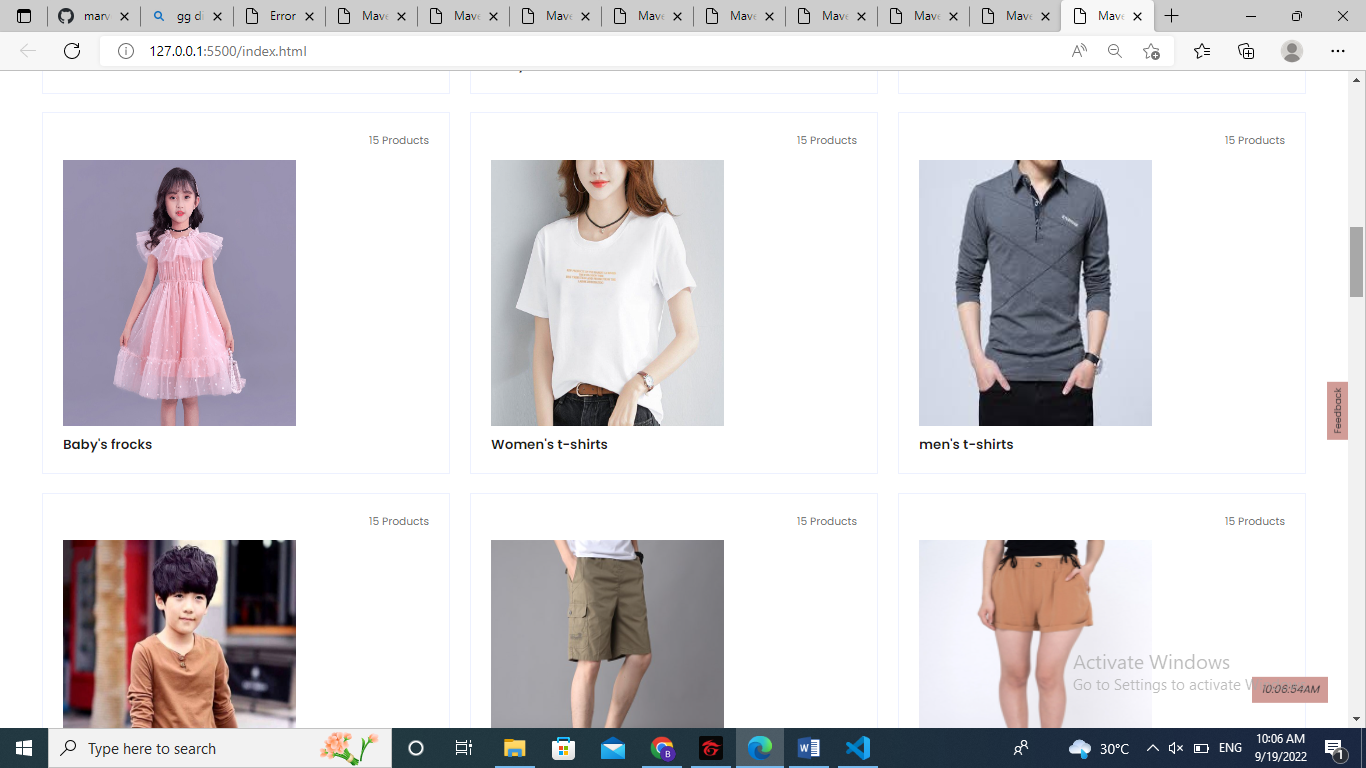 marv
gg di
Error
Mave
Mave
Mave
Mave
Mave
Mave
Mave
Mave
Mave
127.0.0.1:5500/index.html
15 Products
15 Products
15 Products
Baby's frocks
Women's t-shirts
men's t-shirts
Feedback
15 Products
15 Products
15 Products
Activate Windows
Go to Settings to activate W
10:06:54AM
Type here to search
30°C
ENG
10:06 AM
9/19/2022
1